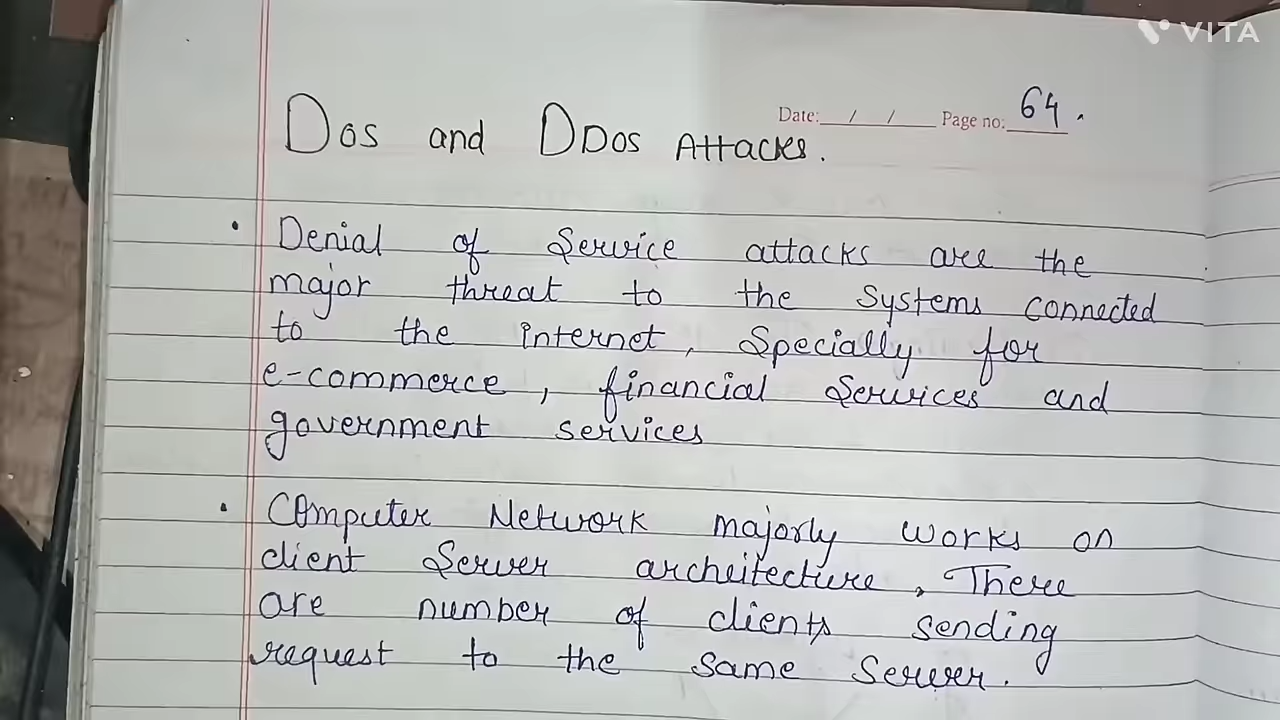 VITA
Date: / / Page no: 64.
Dos and DDos Attacks.
• Denial of Service attacks are the
major threat to the Systems connected
to the internet, Specially for
e-commerce, financial Services and
government services
• Computer Network majorly works on
client Server archeitecture, There
are number of clients sending
request to the same Server.